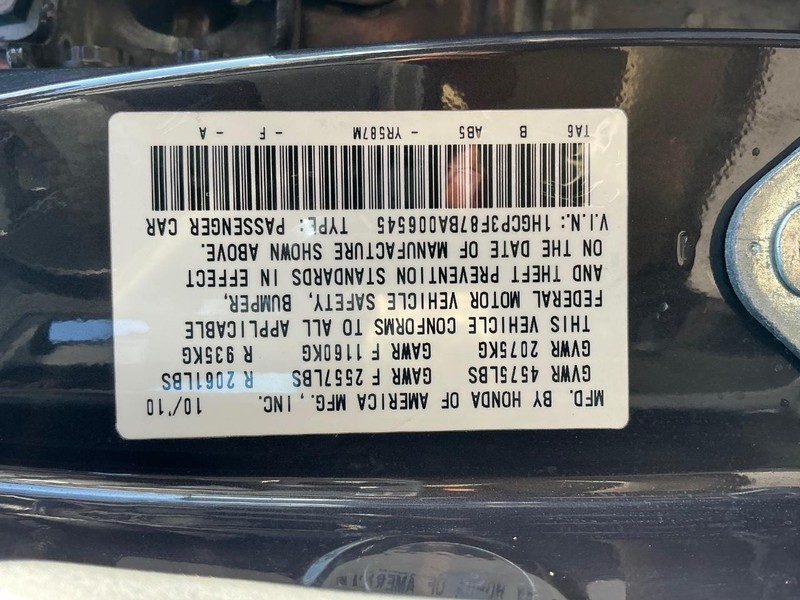 MFD. BY HONDA OF AMERICA MFG., INC. 10/'10
GVWR 4575LBS GAWR F 2557LBS R 2061LBS
GVWR 2075KG GAWR F 1160KG R 935KG
THIS VEHICLE CONFORMS TO ALL APPLICABLE
FEDERAL MOTOR VEHICLE SAFETY, BUMPER,
AND THEFT PREVENTION STANDARDS IN EFFECT
ON THE DATE OF MANUFACTURE SHOWN ABOVE.
V.I.N.: 1HGCP3F87BA006545 TYPE: PASSENGER CAR
TA6 B AB5 - YR587M - F - A
OF AMERICA